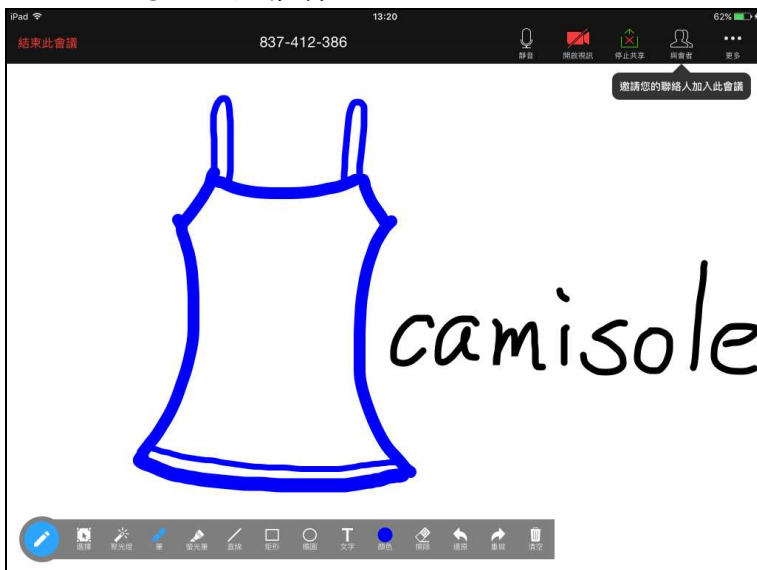 iPad 13:20 62%
結束此會議 837-412-386 靜音 開啟視訊 停止共享 與會者 更多
邀請您的聯絡人加入此會議
camisole
選擇 聚光燈 筆 螢光筆 直線 矩形 橢圓 T 文字 顏色 擦除 還原 重做 清空